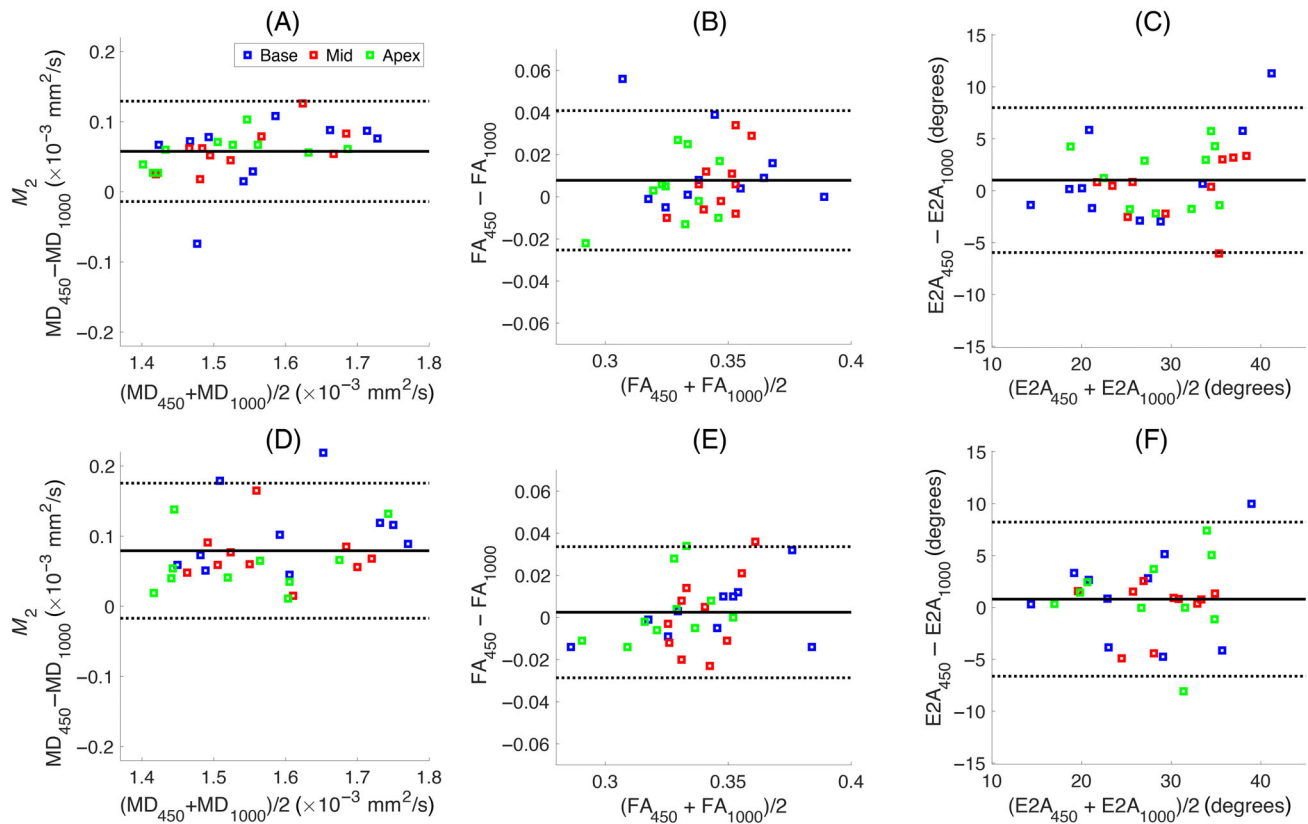 (A)
M₂
MD₄₅₀−MD₁₀₀₀ (×10⁻³ mm²/s)
0.2
0.1
0
−0.1
−0.2
Base Mid Apex
1.4 1.5 1.6 1.7 1.8
(MD₄₅₀+MD₁₀₀₀)/2 (×10⁻³ mm²/s)
(B)
FA₄₅₀ − FA₁₀₀₀
0.06
0.04
0.02
0
−0.02
−0.04
−0.06
0.3 0.35 0.4
(FA₄₅₀ + FA₁₀₀₀)/2
(C)
E2A₄₅₀ − E2A₁₀₀₀ (degrees)
15
10
5
0
−5
−10
−15
10 20 30 40
(E2A₄₅₀ + E2A₁₀₀₀)/2 (degrees)
(D)
M₂
MD₄₅₀−MD₁₀₀₀ (×10⁻³ mm²/s)
0.2
0.1
0
−0.1
−0.2
1.4 1.5 1.6 1.7 1.8
(MD₄₅₀+MD₁₀₀₀)/2 (×10⁻³ mm²/s)
(E)
FA₄₅₀ − FA₁₀₀₀
0.06
0.04
0.02
0
−0.02
−0.04
−0.06
0.3 0.35 0.4
(FA₄₅₀ + FA₁₀₀₀)/2
(F)
E2A₄₅₀ − E2A₁₀₀₀ (degrees)
15
10
5
0
−5
−10
−15
10 20 30 40
(E2A₄₅₀ + E2A₁₀₀₀)/2 (degrees)